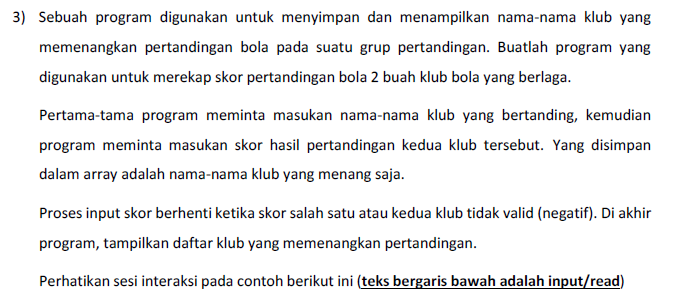 3) Sebuah program digunakan untuk menyimpan dan menampilkan nama-nama klub yang
memenangkan pertandingan bola pada suatu grup pertandingan. Buatlah program yang
digunakan untuk merekap skor pertandingan bola 2 buah klub bola yang berlaga.
Pertama-tama program meminta masukan nama-nama klub yang bertanding, kemudian
program meminta masukan skor hasil pertandingan kedua klub tersebut. Yang disimpan
dalam array adalah nama-nama klub yang menang saja.
Proses input skor berhenti ketika skor salah satu atau kedua klub tidak valid (negatif). Di akhir
program, tampilkan daftar klub yang memenangkan pertandingan.
Perhatikan sesi interaksi pada contoh berikut ini (teks bergaris bawah adalah input/read)